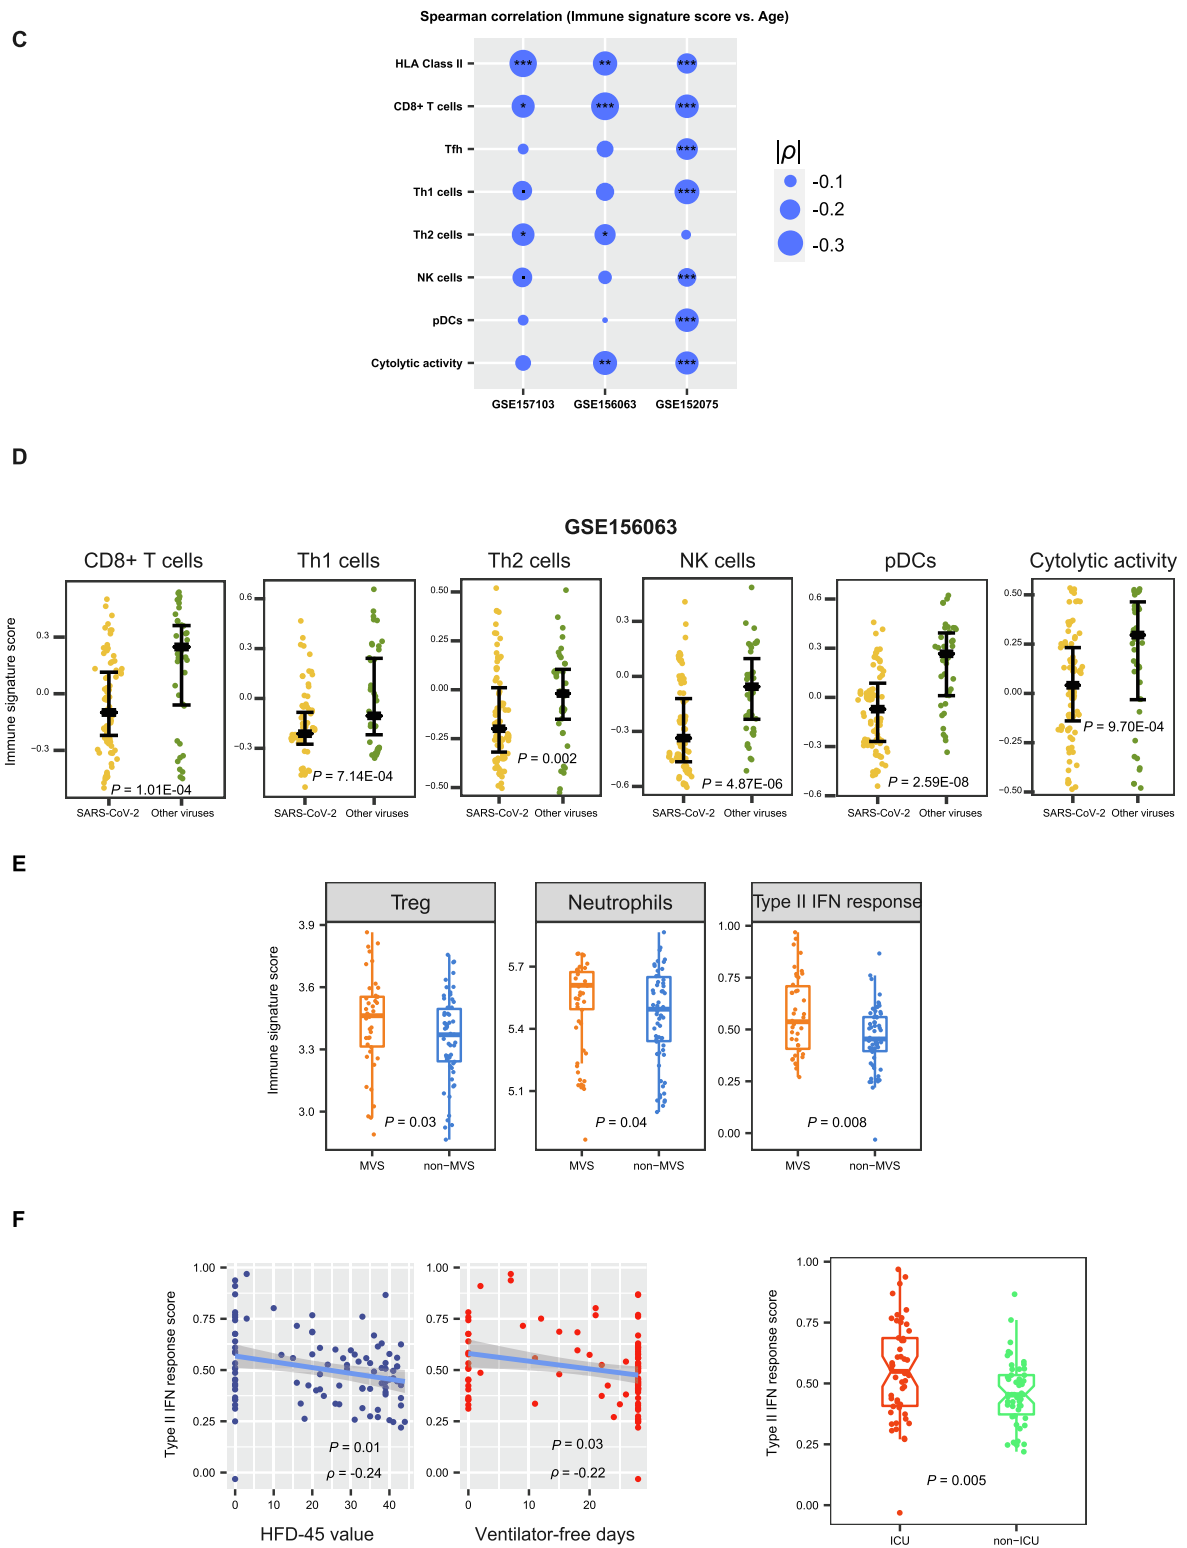 C
Spearman correlation (Immune signature score vs. Age)
HLA Class II
*** ** ***
CD8+ T cells
* *** ***
Tfh
***
Th1 cells
***
Th2 cells
* *
NK cells
***
pDCs
***
Cytolytic activity
** ***
GSE157103 GSE156063 GSE152075
|ρ|
-0.1
-0.2
-0.3
D
GSE156063
Immune signature score
CD8+ T cells
0.3
0.0
−0.3
P = 1.01E-04
SARS-CoV-2 Other viruses
Th1 cells
0.6
0.3
0.0
−0.3
P = 7.14E-04
SARS-CoV-2 Other viruses
Th2 cells
0.50
0.25
0.00
−0.25
−0.50
P = 0.002
SARS-CoV-2 Other viruses
NK cells
0.6
0.3
0.0
−0.3
−0.6
P = 4.87E-06
SARS-CoV-2 Other viruses
pDCs
0.6
0.3
0.0
−0.3
−0.6
P = 2.59E-08
SARS-CoV-2 Other viruses
Cytolytic activity
0.50
0.25
0.00
−0.25
−0.50
P = 9.70E-04
SARS-CoV-2 Other viruses
E
Immune signature score
Treg
3.9
3.6
3.3
3.0
P = 0.03
MVS non−MVS
Neutrophils
5.7
5.4
5.1
P = 0.04
MVS non−MVS
Type II IFN response
1.00
0.75
0.50
0.25
0.00
P = 0.008
MVS non−MVS
F
Type II IFN response score
1.00
0.75
0.50
0.25
0.00
P = 0.01
ρ = -0.24
0 10 20 30 40
HFD-45 value
Type II IFN response score
1.00
0.75
0.50
0.25
0.00
P = 0.03
ρ = -0.22
0 10 20
Ventilator-free days
Type II IFN response score
1.00
0.75
0.50
0.25
0.00
P = 0.005
ICU non−ICU